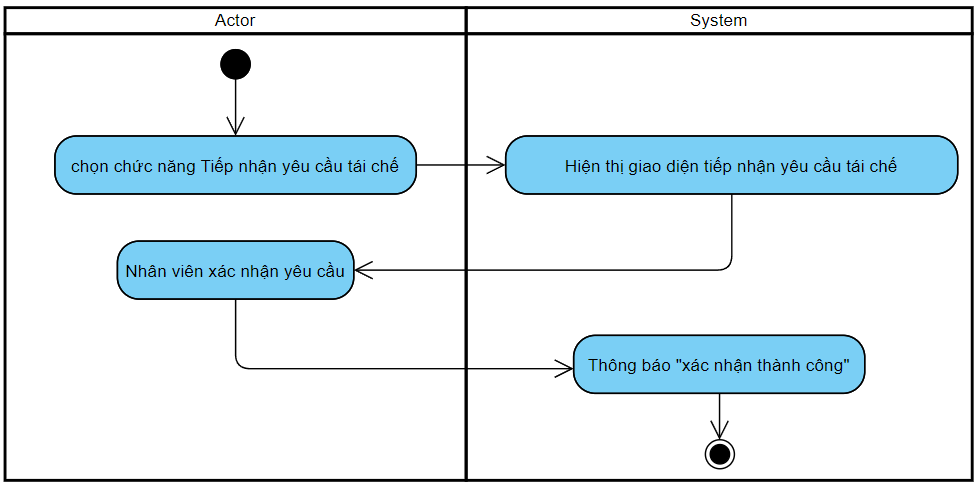 Actor
System
chọn chức năng Tiếp nhận yêu cầu tái chế
Hiện thị giao diện tiếp nhận yêu cầu tái chế
Nhân viên xác nhận yêu cầu
Thông báo "xác nhận thành công"